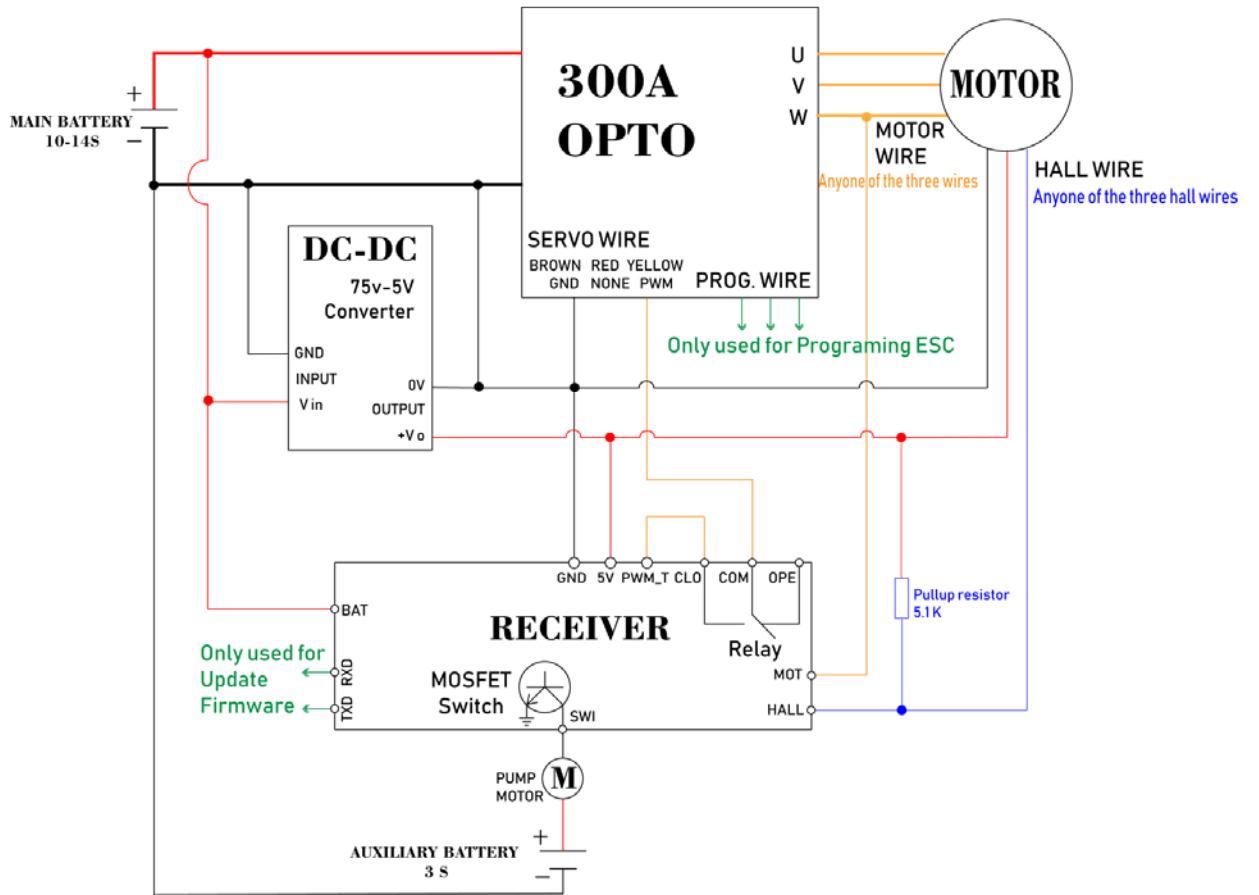 300A
OPTO
U
V
W
MOTOR
MOTOR
WIRE
Anyone of the three wires
HALL WIRE
Anyone of the three hall wires
+
MAIN BATTERY
10-14S
−
SERVO WIRE
BROWN RED YELLOW
GND NONE PWM
PROG. WIRE
Only used for Programing ESC
DC-DC
75v-5V
Converter
GND
INPUT
V in
0V
OUTPUT
+V o
GND 5V PWM_T CLO COM OPE
BAT
RECEIVER
Relay
Pullup resistor
5.1K
Only used for
Update
Firmware
RXD
TXD
MOSFET
Switch
SWI
MOT
HALL
PUMP
MOTOR
M
+
AUXILIARY BATTERY
3 S
−